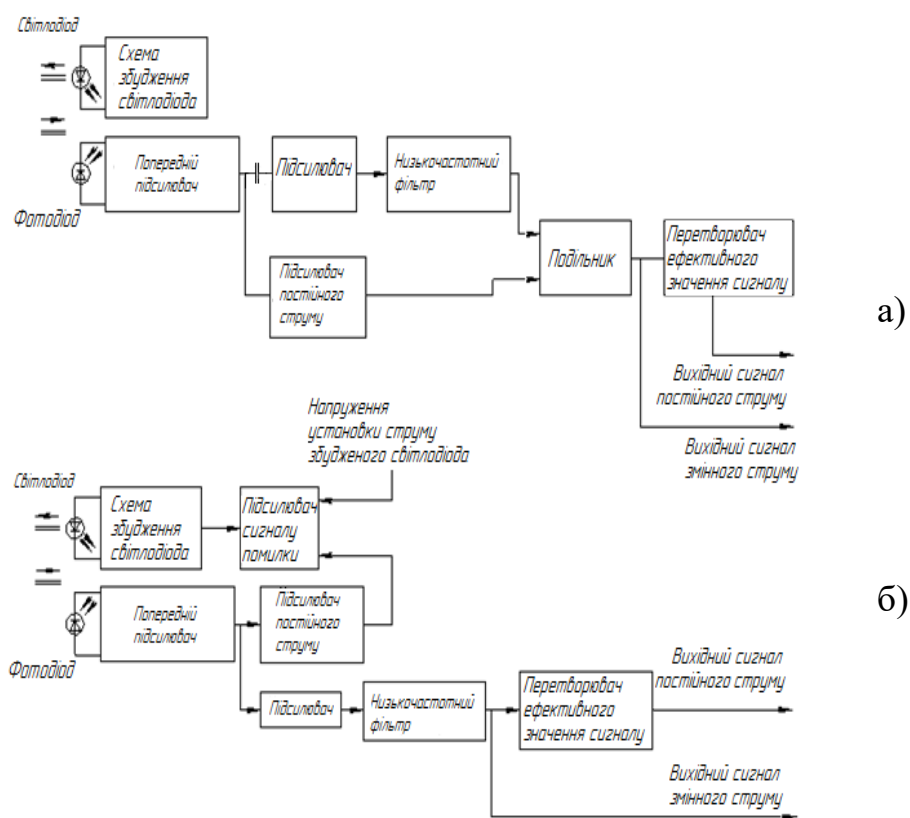 Світлодіод
Схема
збудження
світлодіода
Попередній
підсилювач
Фотодіод
Підсилювач
Низькочастотний
фільтр
Підсилювач
постійного
струму
Подільник
Перетворювач
ефективного
значення сигналу
а)
Вихідний сигнал
постійного струму
Вихідний сигнал
змінного струму
Напруження
установки струму
збудженого світлодіода
Світлодіод
Схема
збудження
світлодіода
Підсилювач
сигналу
помилки
Попередній
підсилювач
Фотодіод
Підсилювач
постійного
струму
б)
Підсилювач
Низькочастотний
фільтр
Перетворювач
ефективного
значення сигналу
Вихідний сигнал
постійного струму
Вихідний сигнал
змінного струму